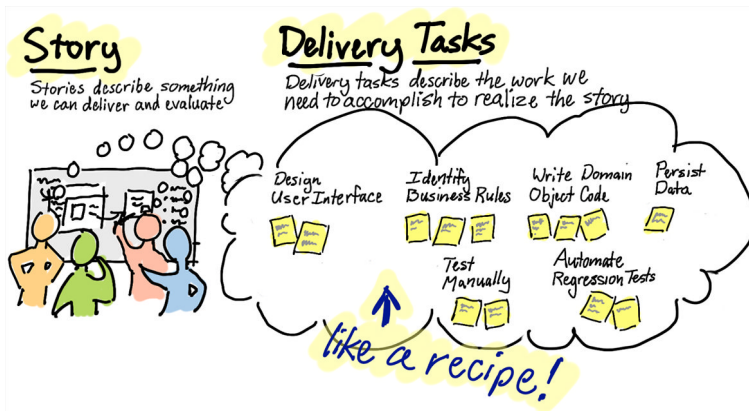 Story
Stories describe something
we can deliver and evaluate
Delivery Tasks
Delivery tasks describe the work we
need to accomplish to realize the story
Design
User Interface
Identify
Business Rules
Write Domain
Object Code
Persist
Data
Test
Manually
Automate
Regression Tests
like a recipe!